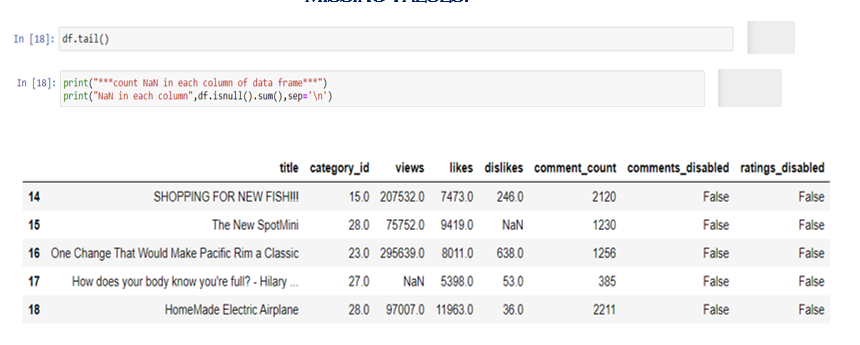 MISSING VALUES:
In [18]: df.tail()
In [18]: print("***count NaN in each column of data frame***")
print("NaN in each column",df.isnull().sum(),sep='\n')
title category_id views likes dislikes comment_count comments_disabled ratings_disabled
14 SHOPPING FOR NEW FISH!!!! 15.0 207532.0 7473.0 246.0 2120 False False
15 The New SpotMini 28.0 75752.0 9419.0 NaN 1230 False False
16 One Change That Would Make Pacific Rim a Classic 23.0 295639.0 8011.0 638.0 1256 False False
17 How does your body know you're full? - Hilary ... 27.0 NaN 5398.0 53.0 385 False False
18 HomeMade Electric Airplane 28.0 97007.0 11963.0 36.0 2211 False False